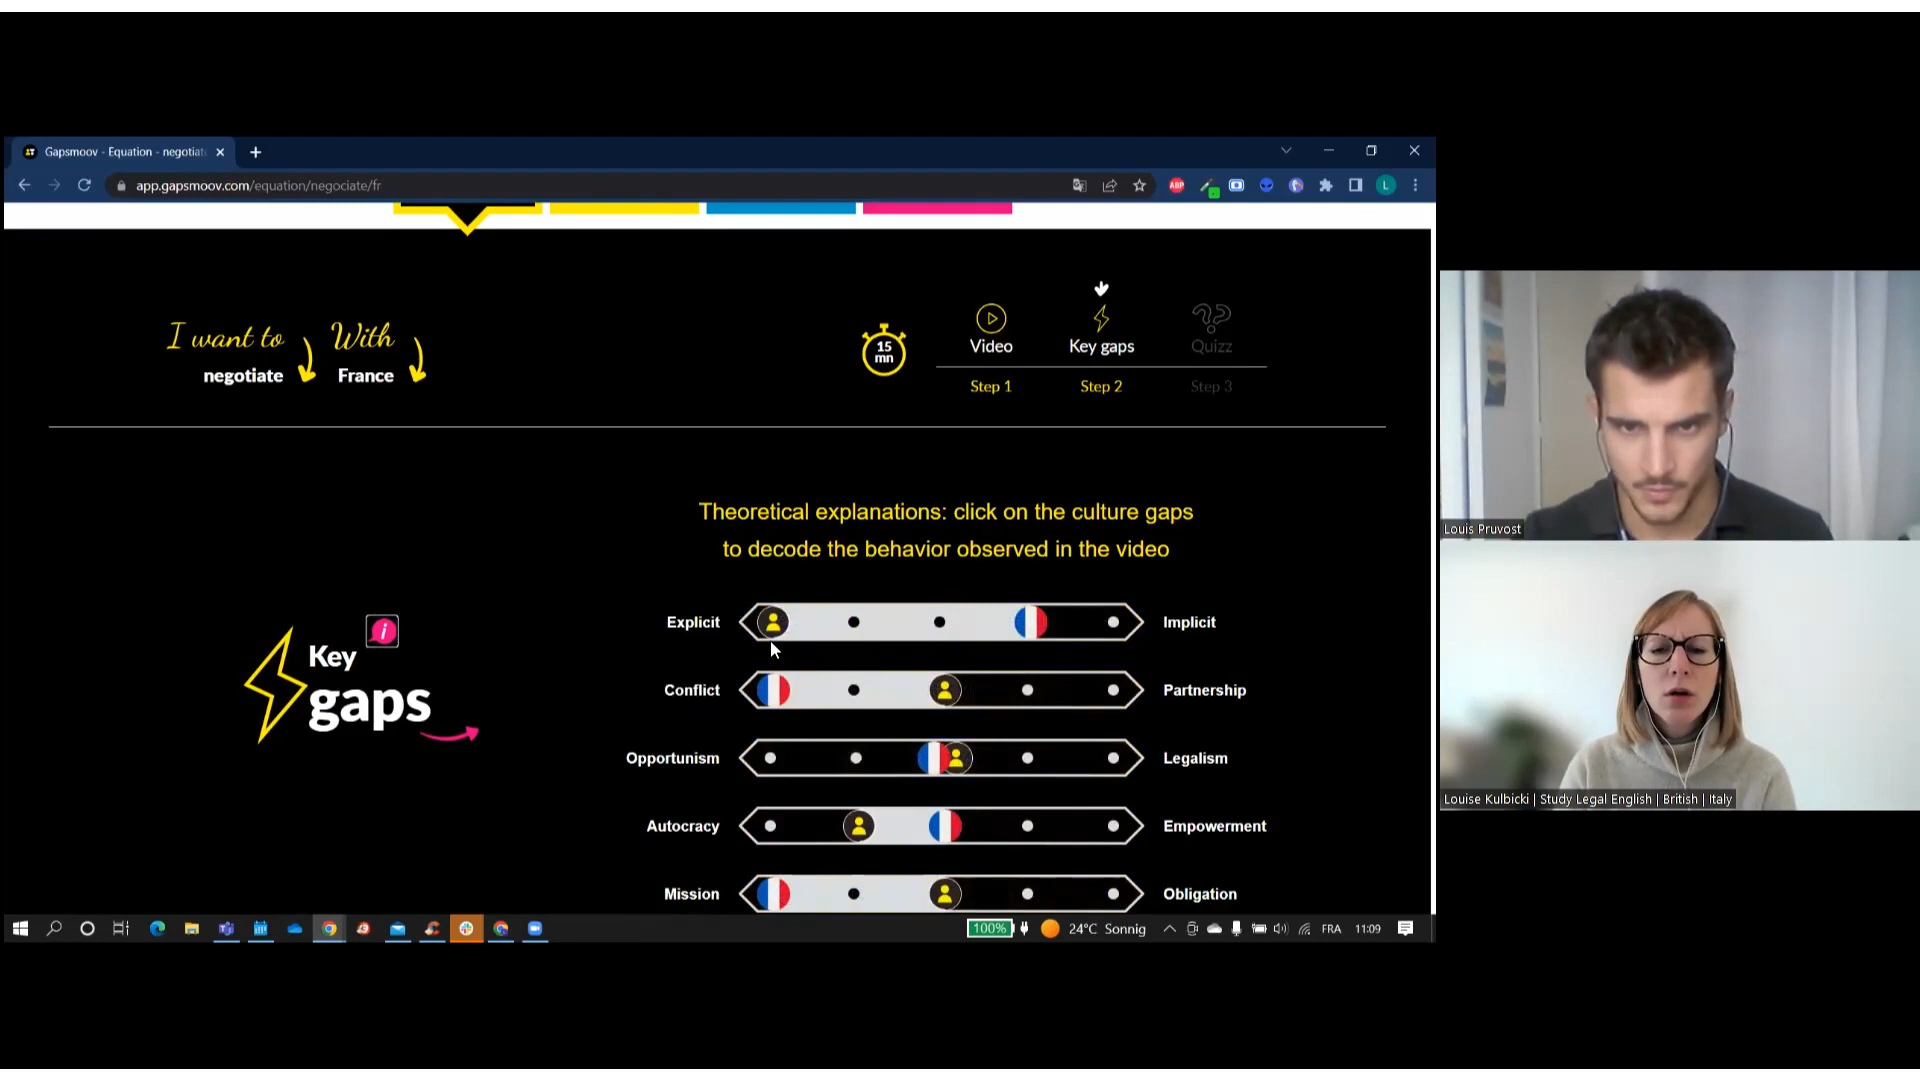 Gapsmoov - Equation - negotiat
app.gapsmoov.com/equation/negociate/fr
ABP
L
I want to
negotiate
With
France
15
mn
Video
Key gaps
Quizz
Step 1
Step 2
Step 3
Theoretical explanations: click on the culture gaps
to decode the behavior observed in the video
Key
gaps
i
Explicit
Implicit
Conflict
Partnership
Opportunism
Legalism
Autocracy
Empowerment
Mission
Obligation
100%
24°C Sonnig
FRA
11:09
Louis Pruvost
Louise Kulbicki | Study Legal English | British | Italy